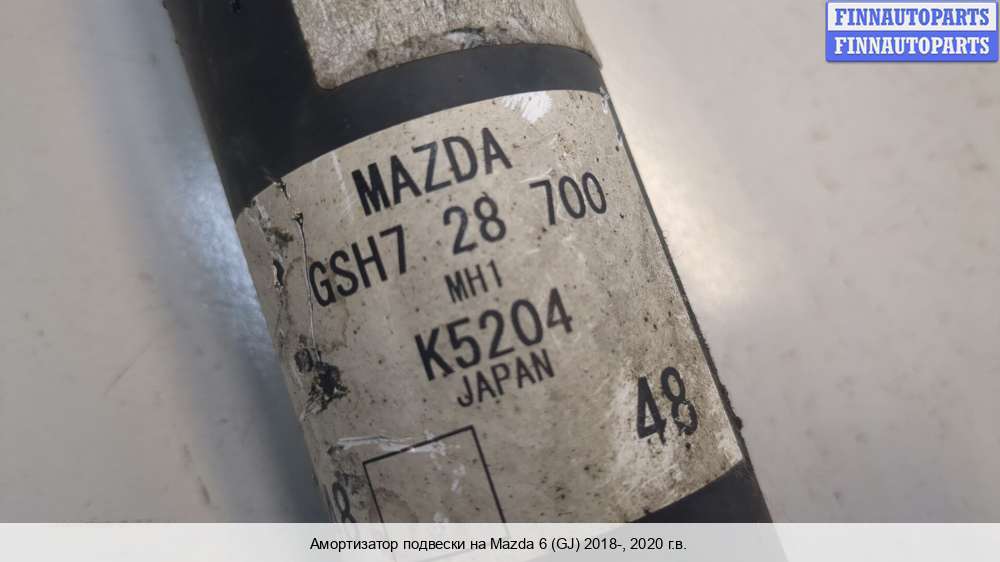 FINNAUTOPARTS
FINNAUTOPARTS
MAZDA
GSH7 28 700
MH1
K5204
JAPAN
48
Амортизатор подвески на Mazda 6 (GJ) 2018-, 2020 г.в.